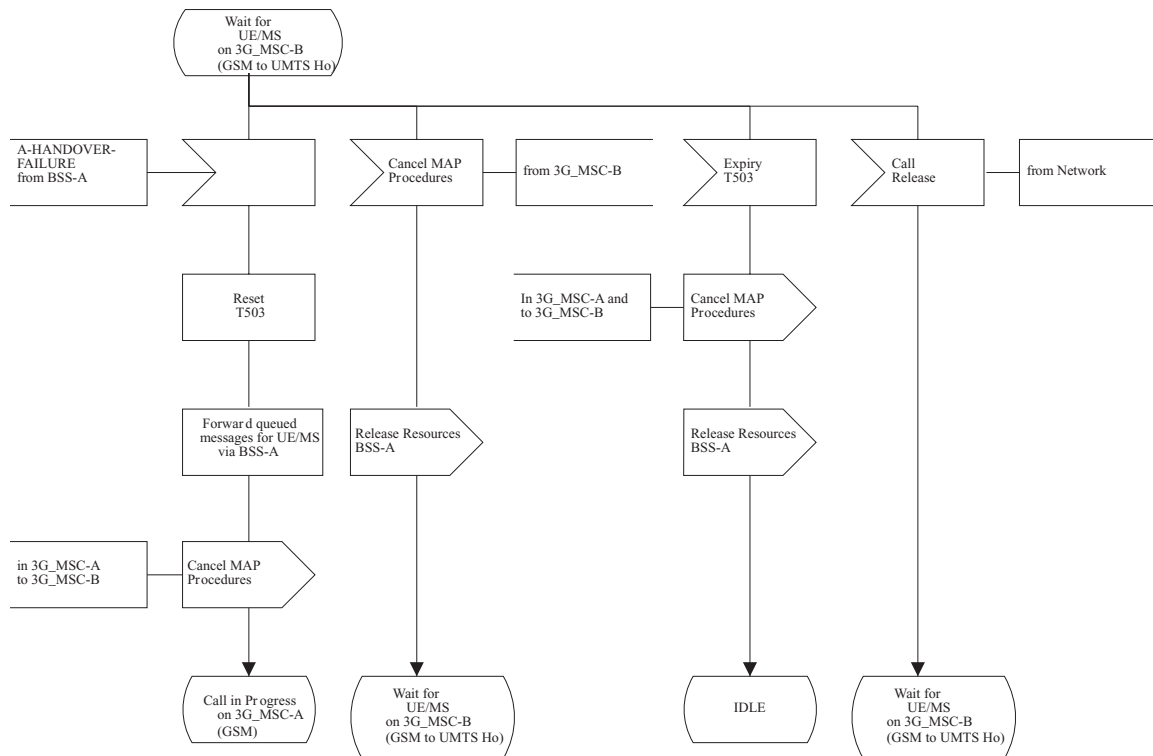 Wait for
UE/MS
on 3G_MSC-B
(GSM to UMTS Ho)
A-HANDOVER-
FAILURE
from BSS-A
Cancel MAP
Procedures
from 3G_MSC-B
Expiry
T503
Call
Release
from Network
Reset
T503
In 3G_MSC-A and
to 3G_MSC-B
Cancel MAP
Procedures
Forward queued
messages for UE/MS
via BSS-A
Release Resources
BSS-A
Release Resources
BSS-A
in 3G_MSC-A
to 3G_MSC-B
Cancel MAP
Procedures
Call in Progress
on 3G_MSC-A
(GSM)
Wait for
UE/MS
on 3G_MSC-B
(GSM to UMTS Ho)
IDLE
Wait for
UE/MS
on 3G_MSC-B
(GSM to UMTS Ho)